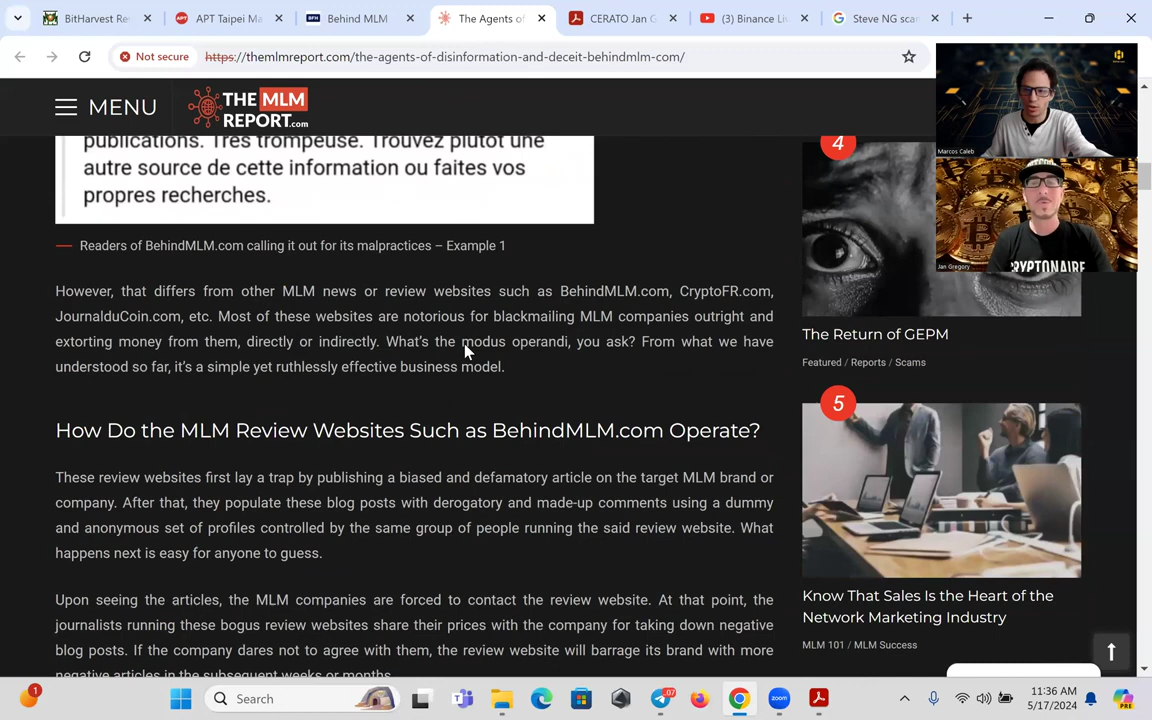 BitHarvest Re
APT Taipei Ma
BFH
Behind MLM
The Agents of
CERATO Jan G
(3) Binance Li
Steve NG sca
Not secure
https://themlmreport.com/the-agents-of-disinformation-and-deceit-behindmlm-com/
MENU
THE MLM
REPORT.com
publications. Très trompeuse. Trouvez plutôt une
autre source de cette information ou faites vos
propres recherches.
Readers of BehindMLM.com calling it out for its malpractices – Example 1
However, that differs from other MLM news or review websites such as BehindMLM.com, CryptoFR.com,
JournalduCoin.com, etc. Most of these websites are notorious for blackmailing MLM companies outright and
extorting money from them, directly or indirectly. What's the modus operandi, you ask? From what we have
understood so far, it's a simple yet ruthlessly effective business model.
How Do the MLM Review Websites Such as BehindMLM.com Operate?
These review websites first lay a trap by publishing a biased and defamatory article on the target MLM brand or
company. After that, they populate these blog posts with derogatory and made-up comments using a dummy
and anonymous set of profiles controlled by the same group of people running the said review website. What
happens next is easy for anyone to guess.
Upon seeing the articles, the MLM companies are forced to contact the review website. At that point, the
journalists running these bogus review websites share their prices with the company for taking down negative
blog posts. If the company dares not to agree with them, the review website will barrage its brand with more
negative articles in the subsequent weeks or months.
4
The Return of GEPM
Featured / Reports / Scams
5
Know That Sales Is the Heart of the
Network Marketing Industry
MLM 101 / MLM Success
Marcos Caleb
CRYPTONAIRE
Jan Gregory
1
Search
.07
zoom
11:36 AM
5/17/2024
PRE